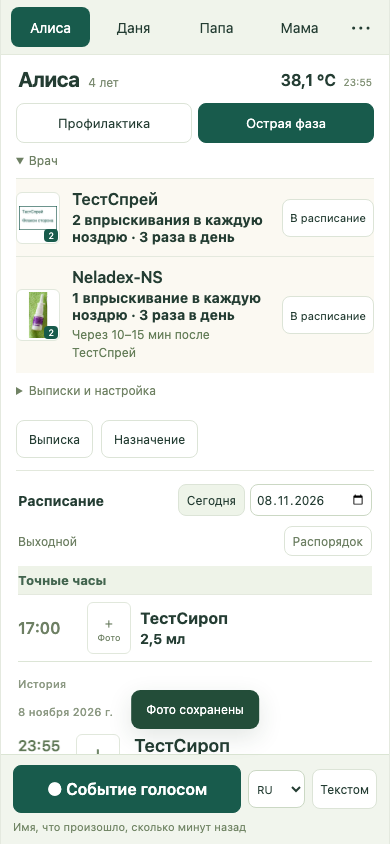 Алиса Даня Папа Мама ···
Алиса 4 лет 38,1 °C 23:55
Профилактика Острая фаза
▼ Врач
ТестСпрей
2 впрыскивания в каждую
ноздрю · 3 раза в день
В расписание
2
Neladex-NS
1 впрыскивание в каждую
ноздрю · 3 раза в день
Через 10–15 мин после
ТестСпрей
В расписание
2
▶ Выписки и настройка
Выписка Назначение
Расписание Сегодня 08.11.2026
Выходной Распорядок
Точные часы
17:00 + Фото ТестСироп
2,5 мл
История
8 ноября 2026 г.
Фото сохранены
23:55 + ТестСироп
Событие голосом RU Текстом
Имя, что произошло, сколько минут назад